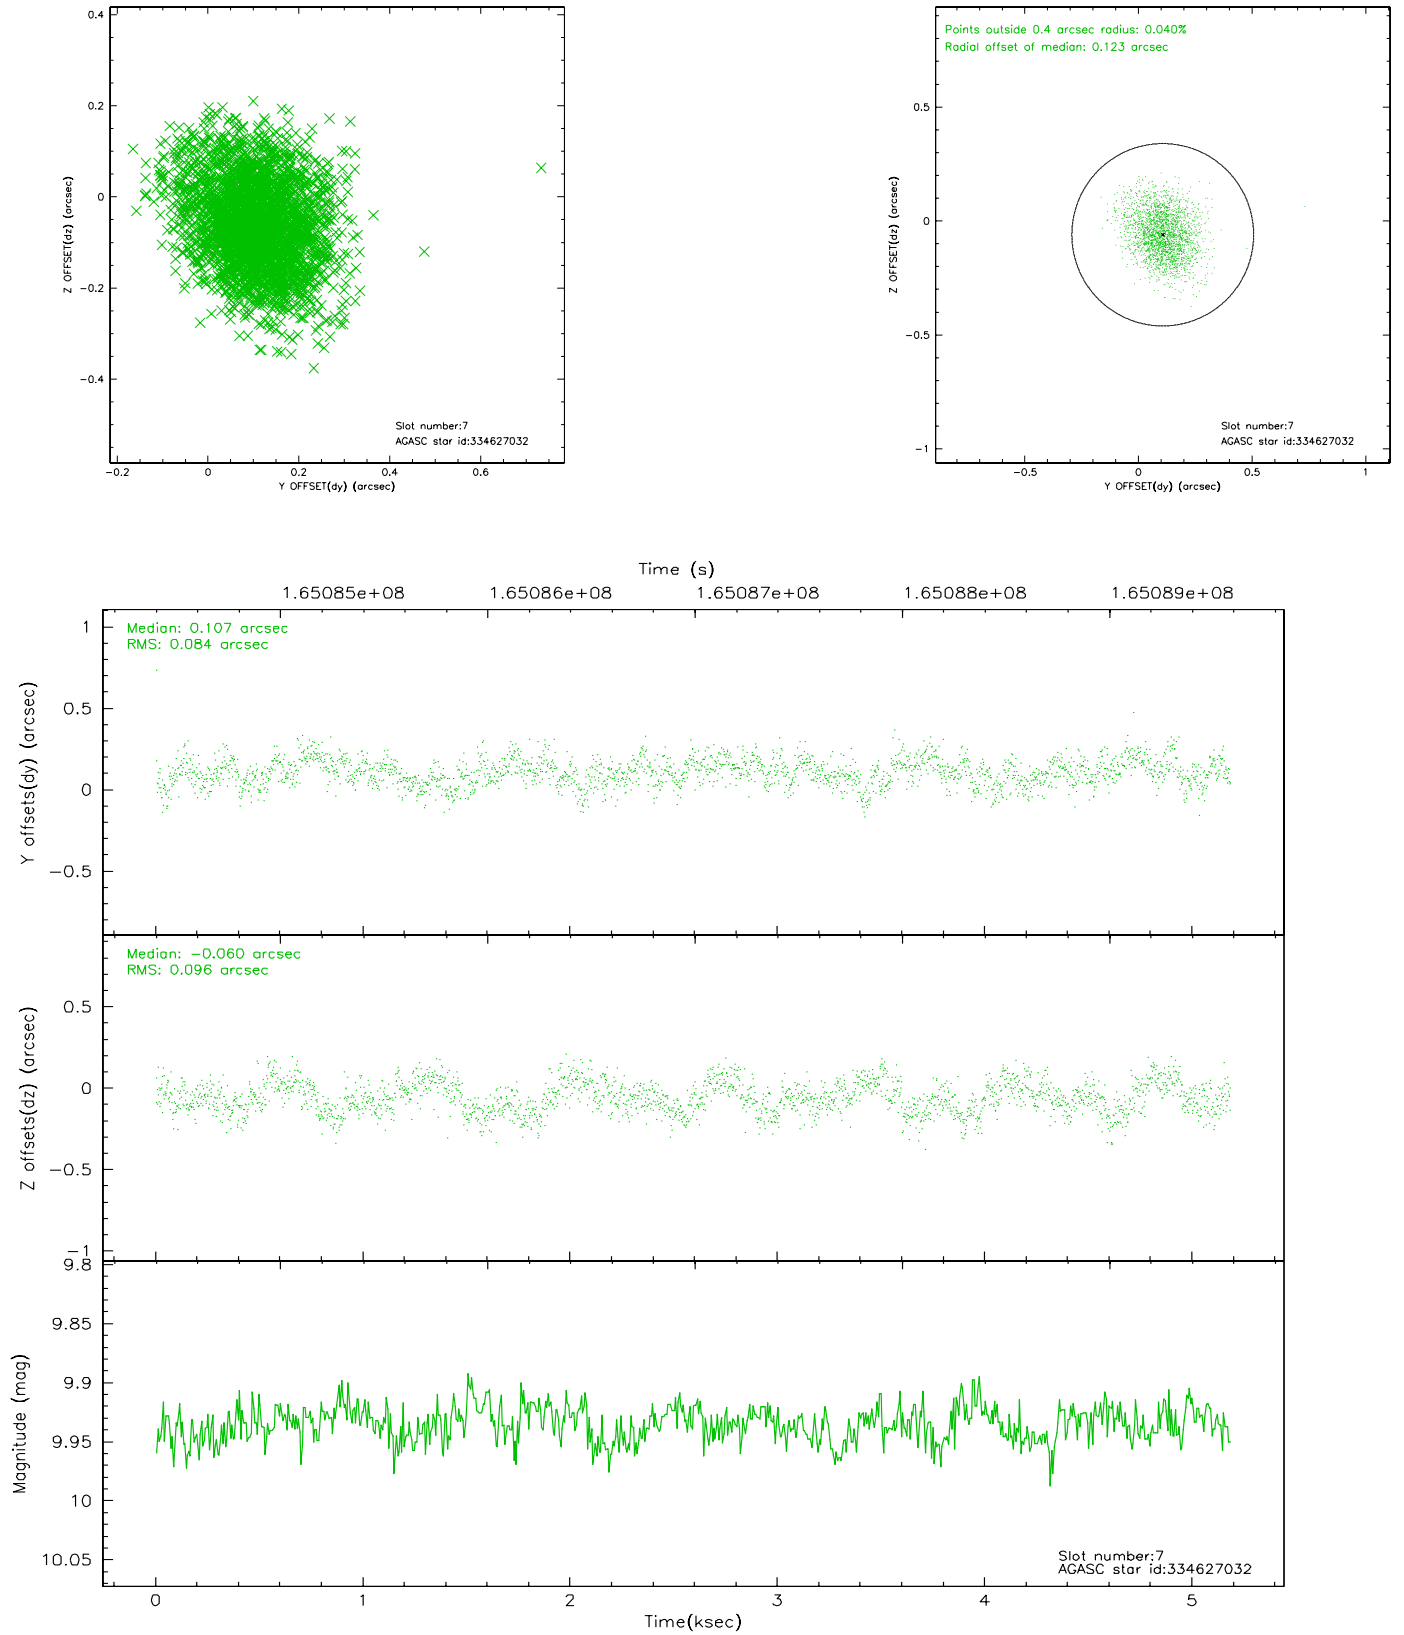 0.4
0.2
0
−0.2
−0.4
Z OFFSET(dz) (arcsec)
Slot number:7
AGASC star id:334627032
−0.2 0 0.2 0.4 0.6
Y OFFSET(dy) (arcsec)
Points outside 0.4 arcsec radius: 0.040%
Radial offset of median: 0.123 arcsec
0.5
0
−0.5
−1
Z OFFSET(dz) (arcsec)
Slot number:7
AGASC star id:334627032
−0.5 0 0.5 1
Y OFFSET(dy) (arcsec)
Time (s)
1.65085e+08 1.65086e+08 1.65087e+08 1.65088e+08 1.65089e+08
Median: 0.107 arcsec
RMS: 0.084 arcsec
1
0.5
0
−0.5
Y offsets(dy) (arcsec)
Median: −0.060 arcsec
RMS: 0.096 arcsec
0.5
0
−0.5
−1
Z offsets(dz) (arcsec)
9.8
9.85
9.9
9.95
10
10.05
Magnitude (mag)
Slot number:7
AGASC star id:334627032
0 1 2 3 4 5
Time(ksec)